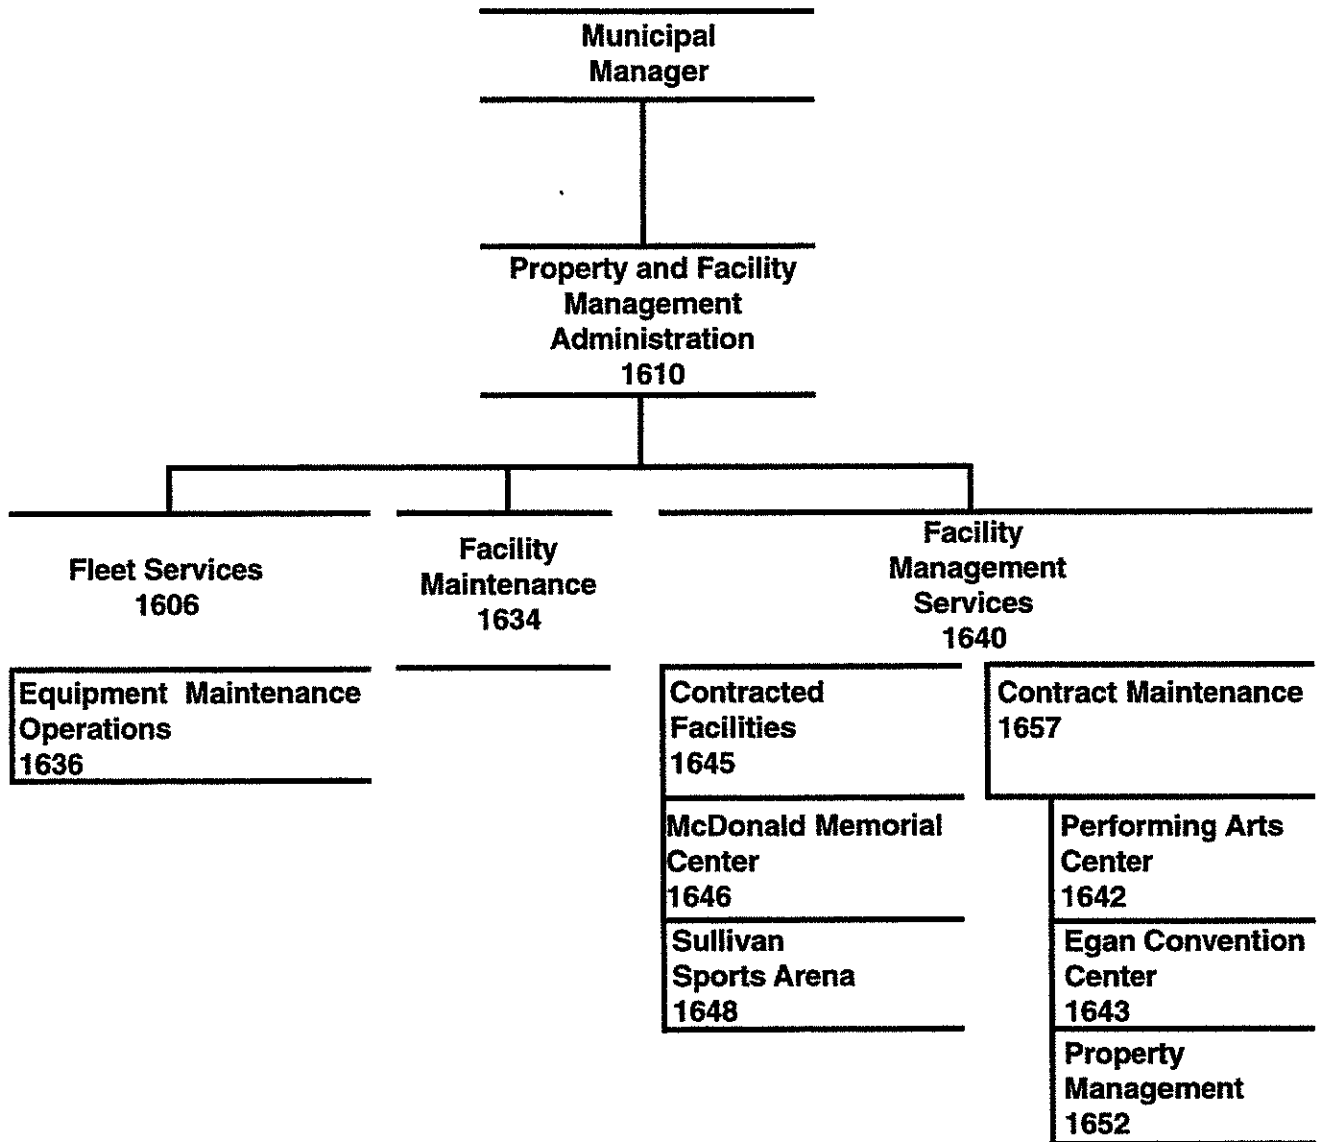 Municipal
Manager
Property and Facility
Management
Administration
1610
Fleet Services
1606
Equipment Maintenance
Operations
1636
Facility
Maintenance
1634
Facility
Management
Services
1640
Contracted
Facilities
1645
McDonald Memorial
Center
1646
Sullivan
Sports Arena
1648
Contract Maintenance
1657
Performing Arts
Center
1642
Egan Convention
Center
1643
Property
Management
1652